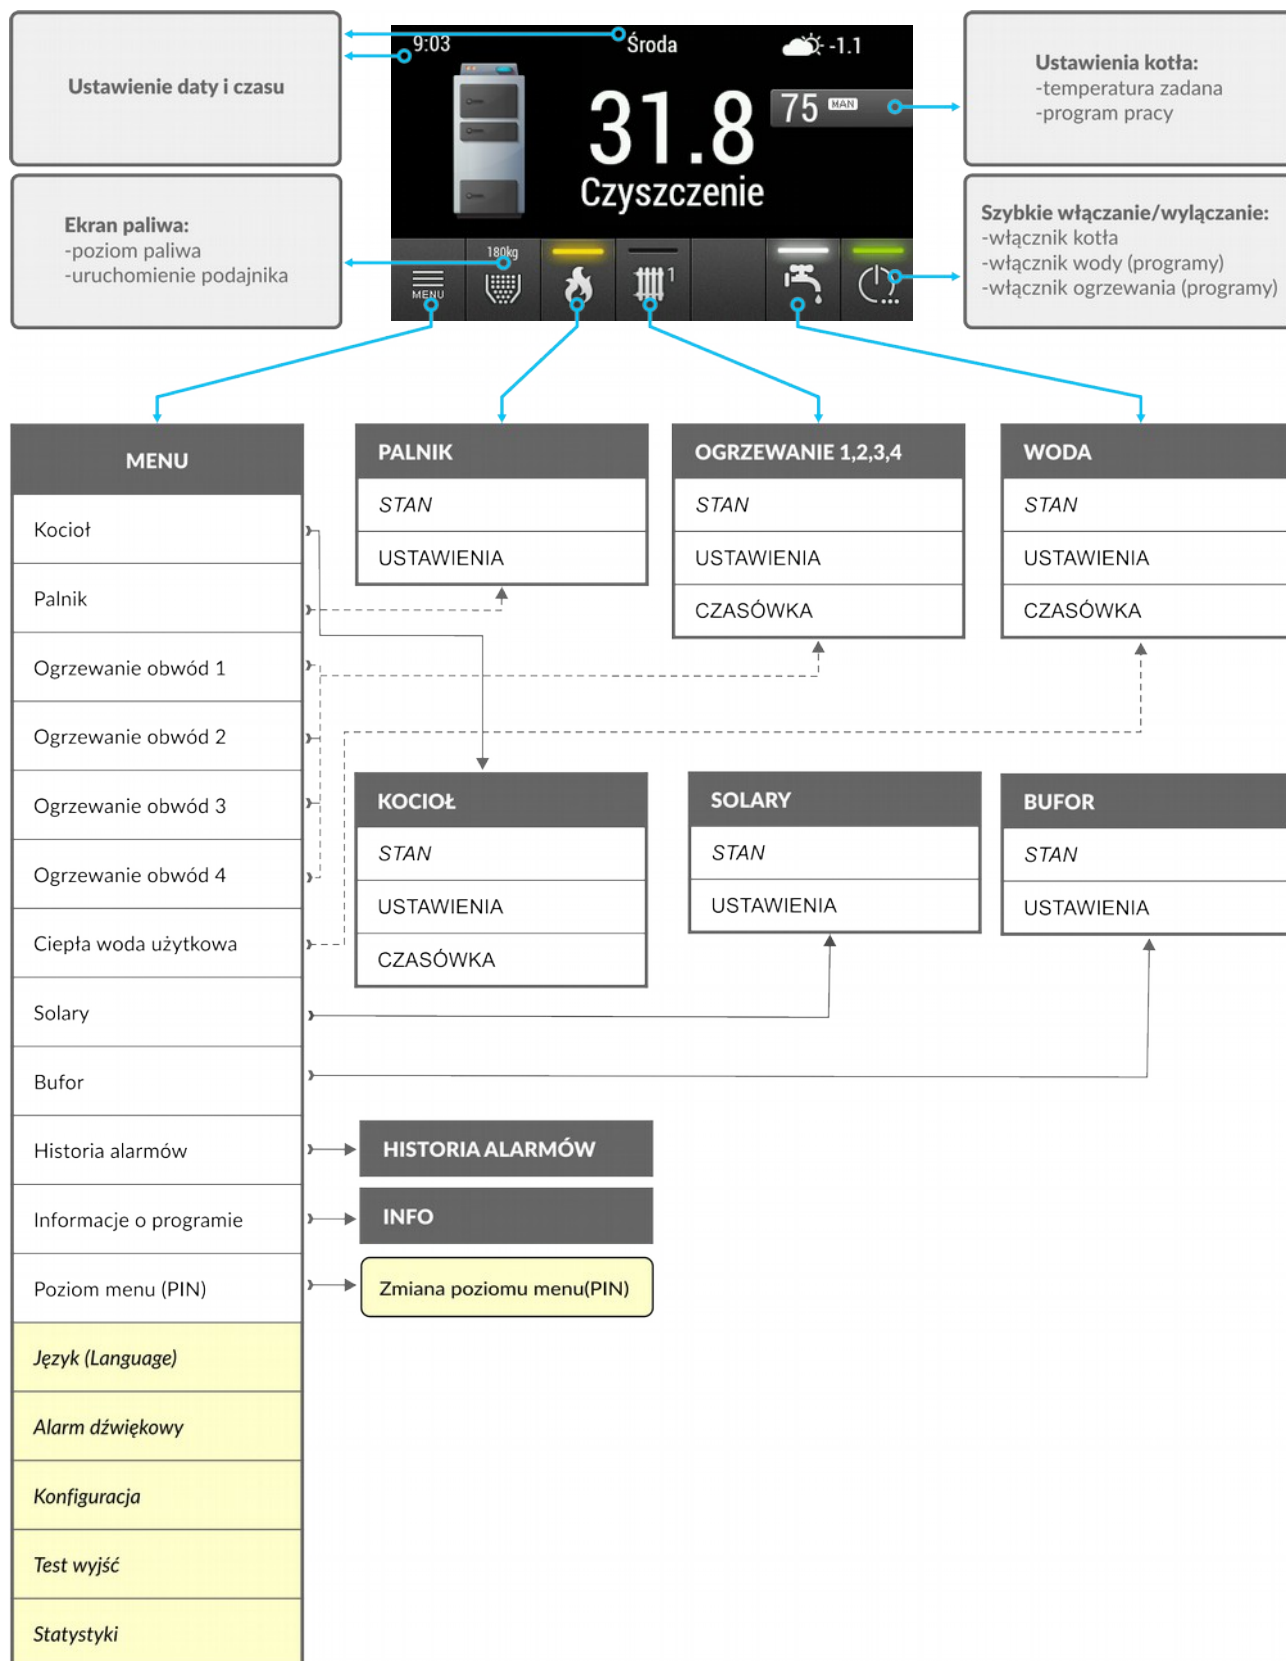 Ustawienie daty i czasu
9:03
Środa
-1.1
75 MAN
31.8
Czyszczenie
180kg
MENU
1
Ustawienia kotła:
-temperatura zadana
-program pracy
Ekran paliwa:
-poziom paliwa
-uruchomienie podajnika
Szybkie włączanie/wylączanie:
-włącznik kotła
-włącznik wody (programy)
-włącznik ogrzewania (programy)
MENU
Kocioł
Palnik
Ogrzewanie obwód 1
Ogrzewanie obwód 2
Ogrzewanie obwód 3
Ogrzewanie obwód 4
Ciepła woda użytkowa
Solary
Bufor
Historia alarmów
Informacje o programie
Poziom menu (PIN)
Język (Language)
Alarm dźwiękowy
Konfiguracja
Test wyjść
Statystyki
PALNIK
STAN
USTAWIENIA
OGRZEWANIE 1,2,3,4
STAN
USTAWIENIA
CZASÓWKA
WODA
STAN
USTAWIENIA
CZASÓWKA
KOCIOŁ
STAN
USTAWIENIA
CZASÓWKA
SOLARY
STAN
USTAWIENIA
BUFOR
STAN
USTAWIENIA
HISTORIA ALARMÓW
INFO
Zmiana poziomu menu(PIN)